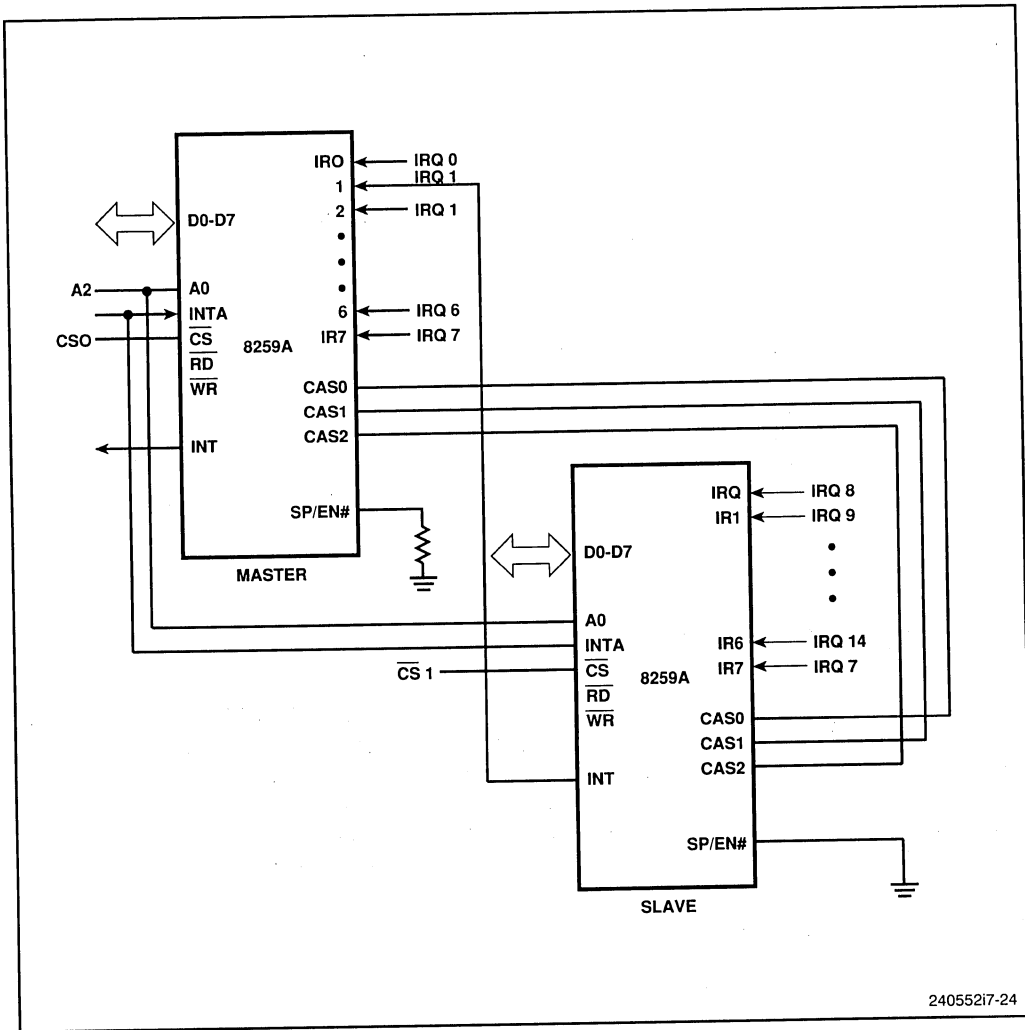 IRO
IRQ 0
1
IRQ 1
2
IRQ 1
D0-D7
A2
A0
INTA
6
IRQ 6
CSO
CS
8259A
IR7
IRQ 7
RD
WR
CAS0
CAS1
CAS2
INT
SP/EN#
MASTER
IRQ
IRQ 8
IR1
IRQ 9
D0-D7
A0
INTA
IR6
IRQ 14
CS 1
CS
8259A
IR7
IRQ 7
RD
WR
CAS0
CAS1
CAS2
INT
SP/EN#
SLAVE
240552i7-24